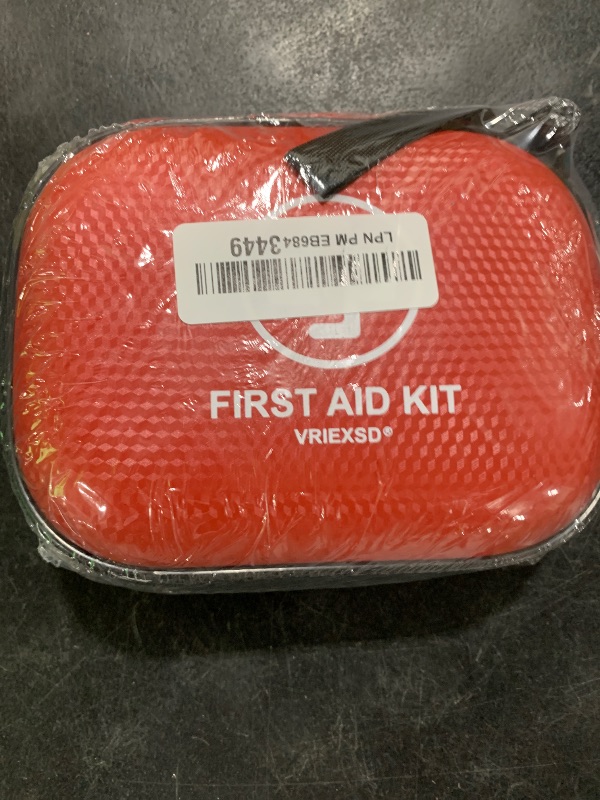 LPN PM EB6843449
FIRST AID KIT
VRIEXSD®